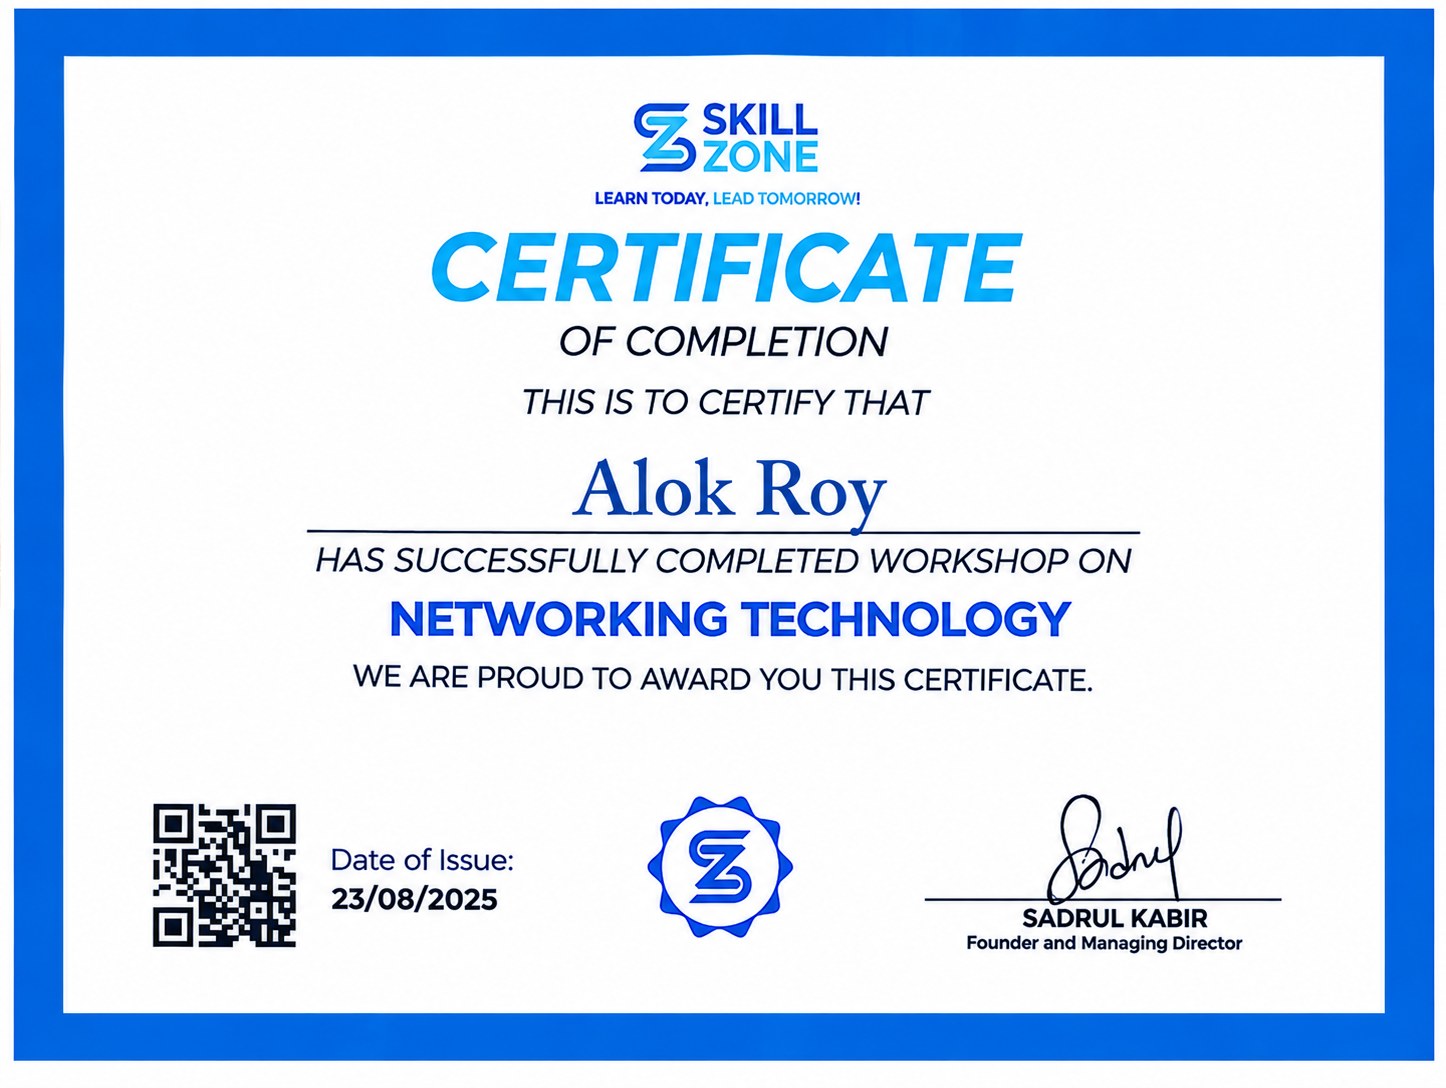 SKILL
ZONE
LEARN TODAY, LEAD TOMORROW!
CERTIFICATE
OF COMPLETION
THIS IS TO CERTIFY THAT
Alok Roy
HAS SUCCESSFULLY COMPLETED WORKSHOP ON
NETWORKING TECHNOLOGY
WE ARE PROUD TO AWARD YOU THIS CERTIFICATE.
Date of Issue:
23/08/2025
Sadrul
SADRUL KABIR
Founder and Managing Director